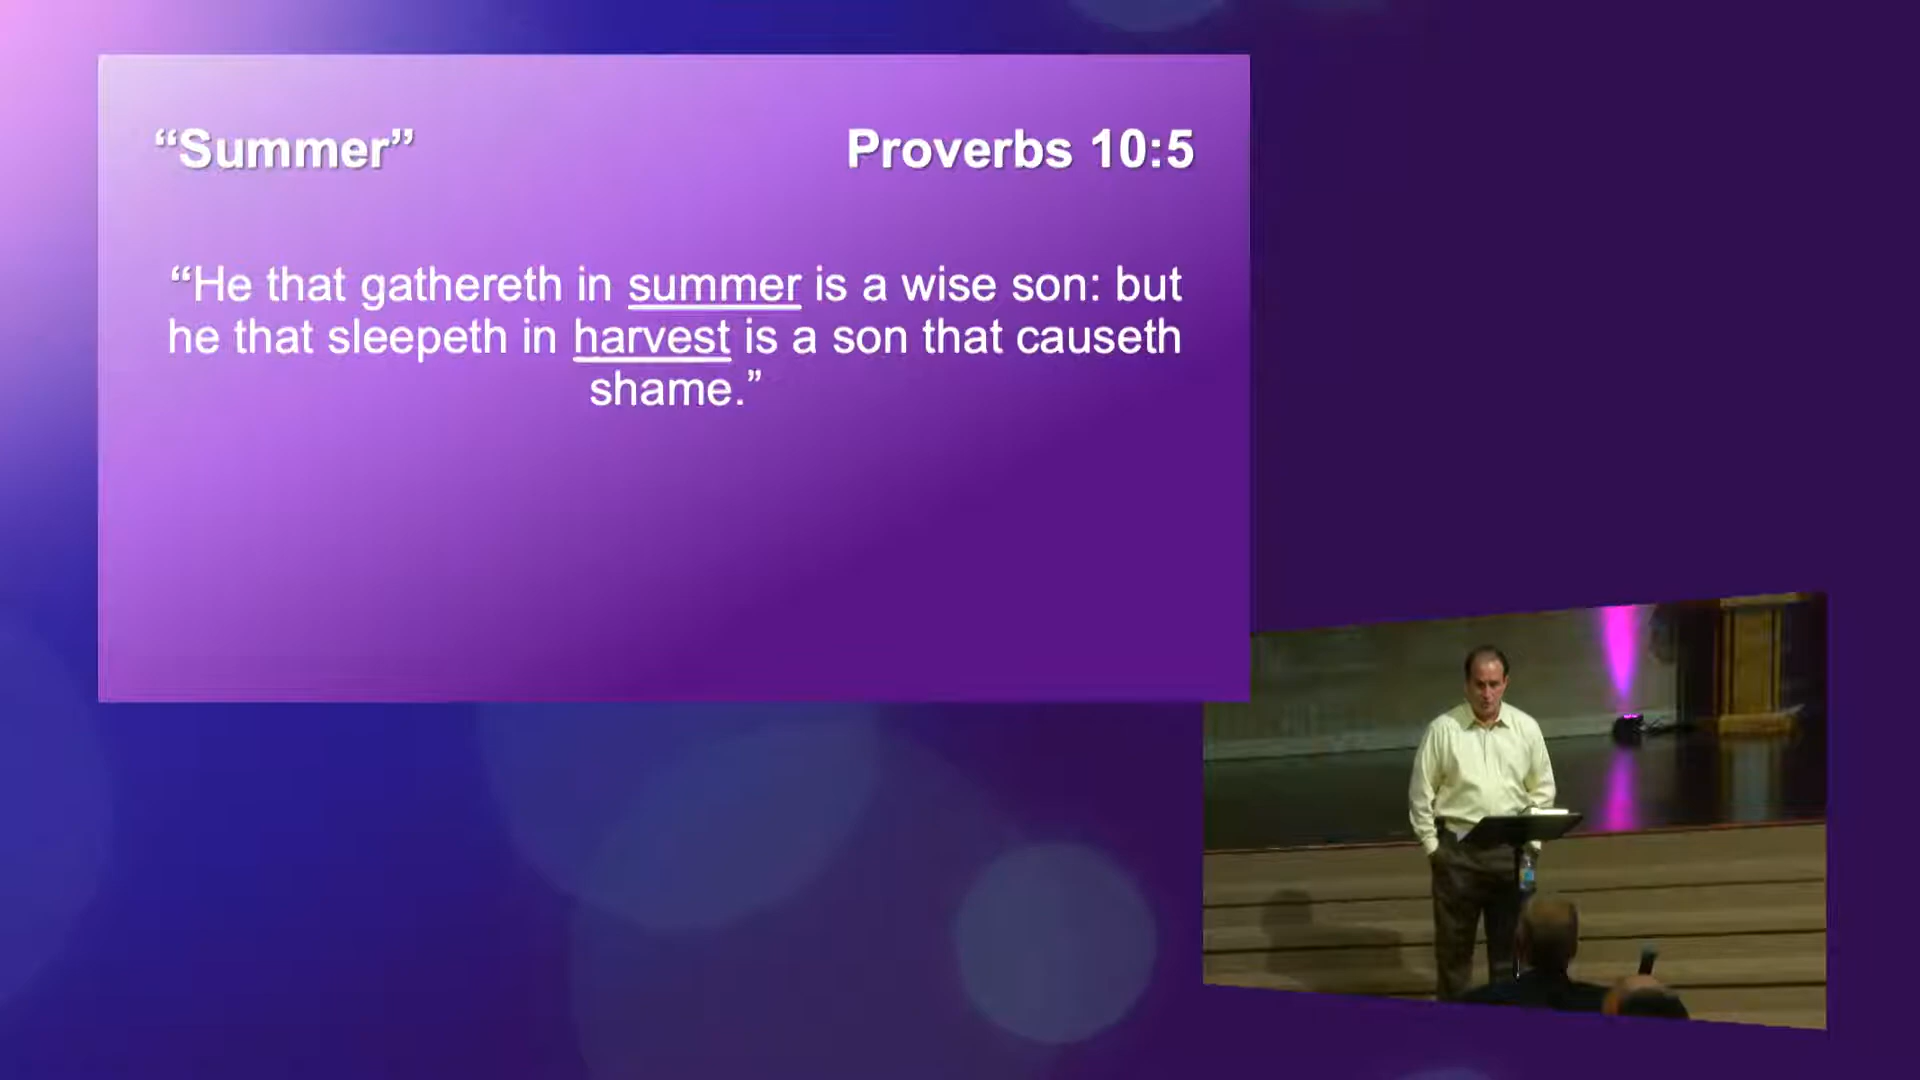 “Summer” Proverbs 10:5
“He that gathereth in summer is a wise son: but
he that sleepeth in harvest is a son that causeth
shame.”